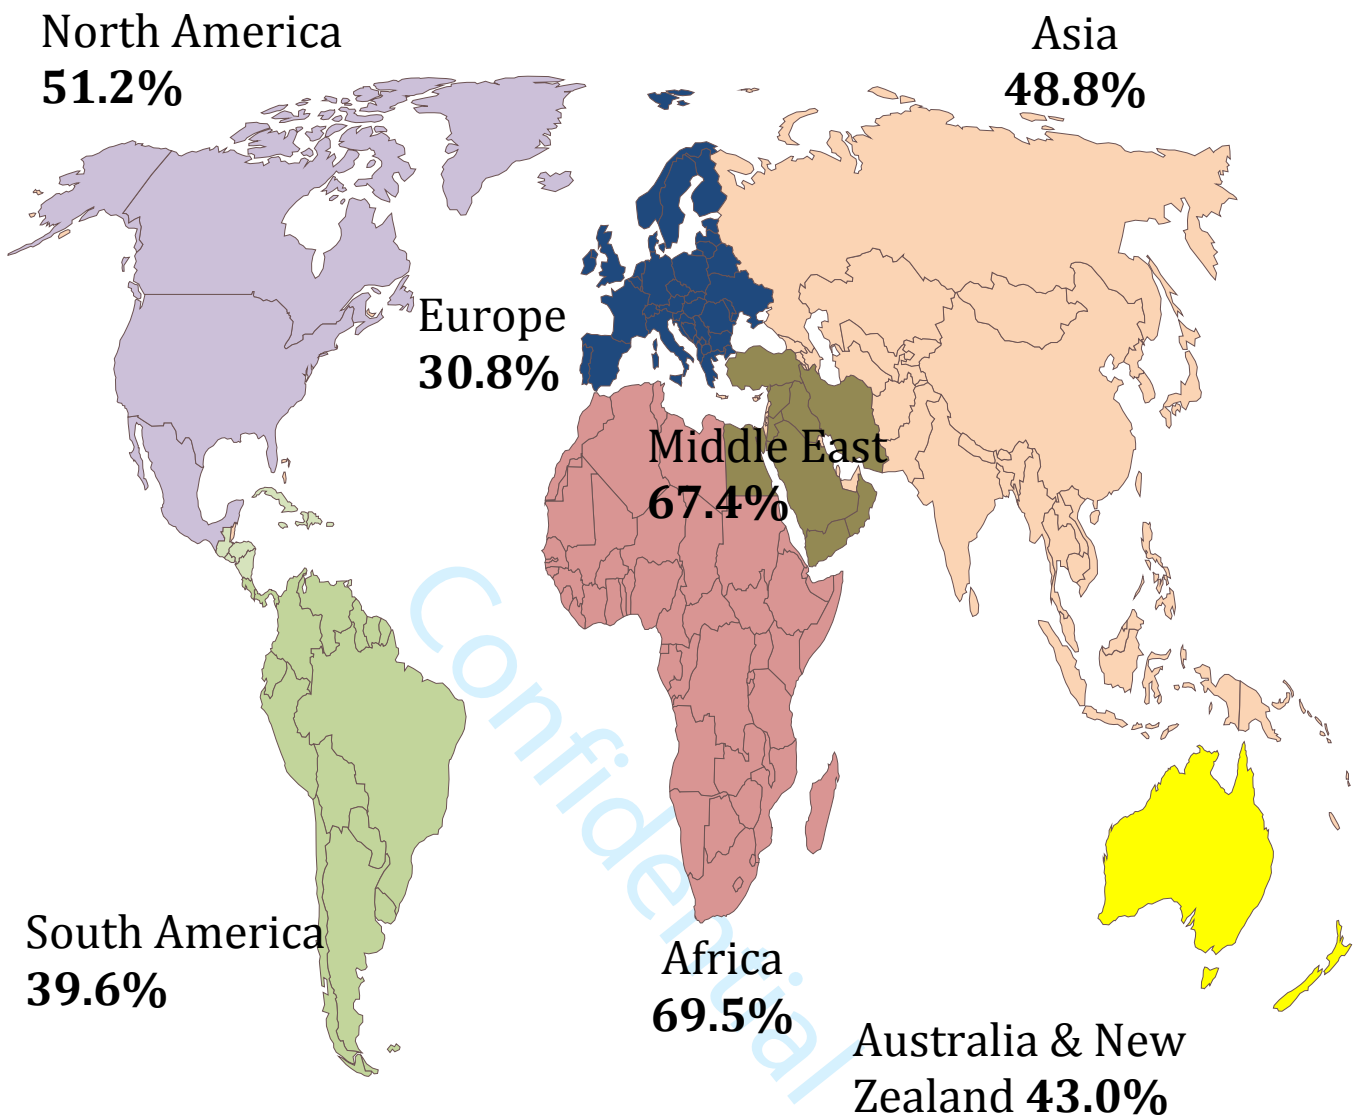 North America
51.2%
Asia
48.8%
Europe
30.8%
Middle East
67.4%
South America
39.6%
Africa
69.5%
Australia & New
Zealand 43.0%
Confidential